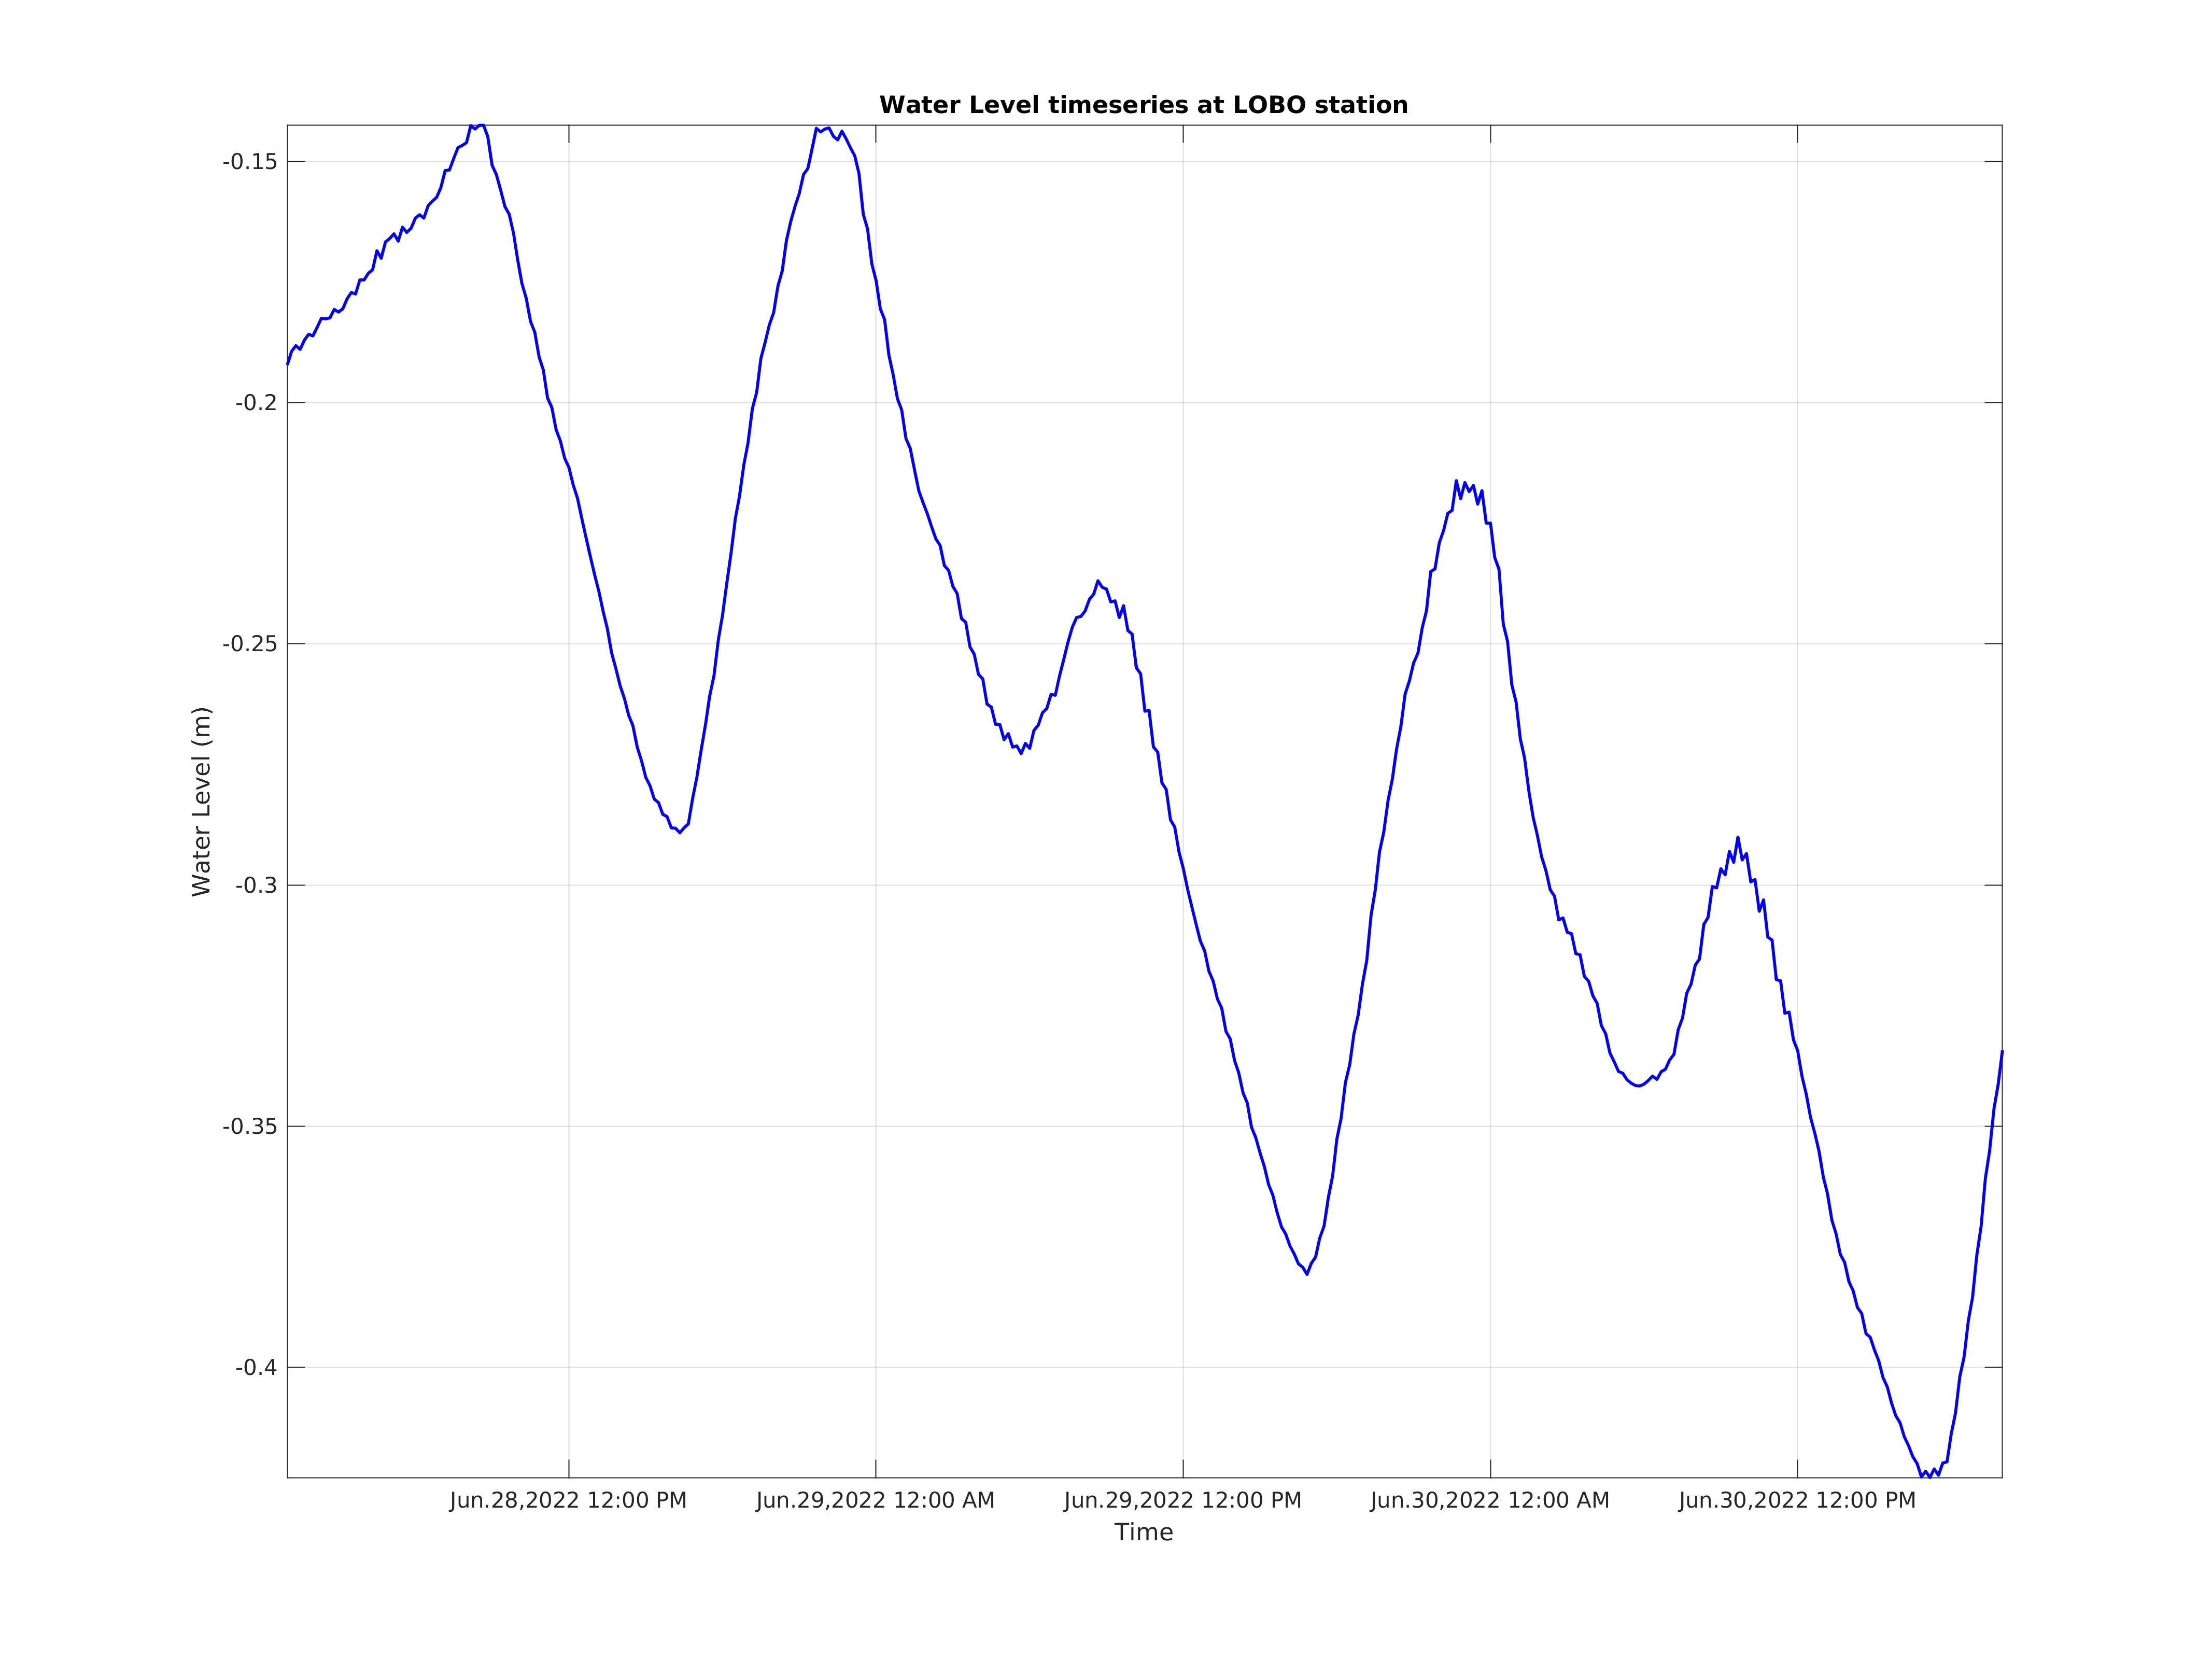 Water Level timeseries at LOBO station
-0.15
-0.2
-0.25
-0.3
-0.35
-0.4
Water Level (m)
Jun.28,2022 12:00 PM
Jun.29,2022 12:00 AM
Jun.29,2022 12:00 PM
Jun.30,2022 12:00 AM
Jun.30,2022 12:00 PM
Time